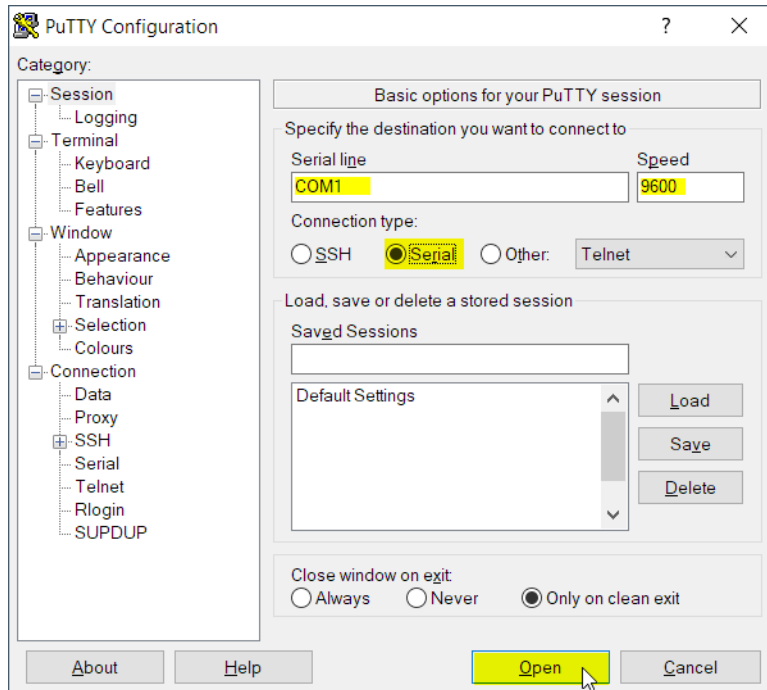 PuTTY Configuration
?
Category:
Session
Logging
Terminal
Keyboard
Bell
Features
Window
Appearance
Behaviour
Translation
Selection
Colours
Connection
Data
Proxy
SSH
Serial
Telnet
Rlogin
SUPDUP
Basic options for your PuTTY session
Specify the destination you want to connect to
Serial line Speed
COM1 9600
Connection type:
SSH Serial Other: Telnet
Load, save or delete a stored session
Saved Sessions
Default Settings
Load
Save
Delete
Close window on exit:
Always Never Only on clean exit
About Help Open Cancel